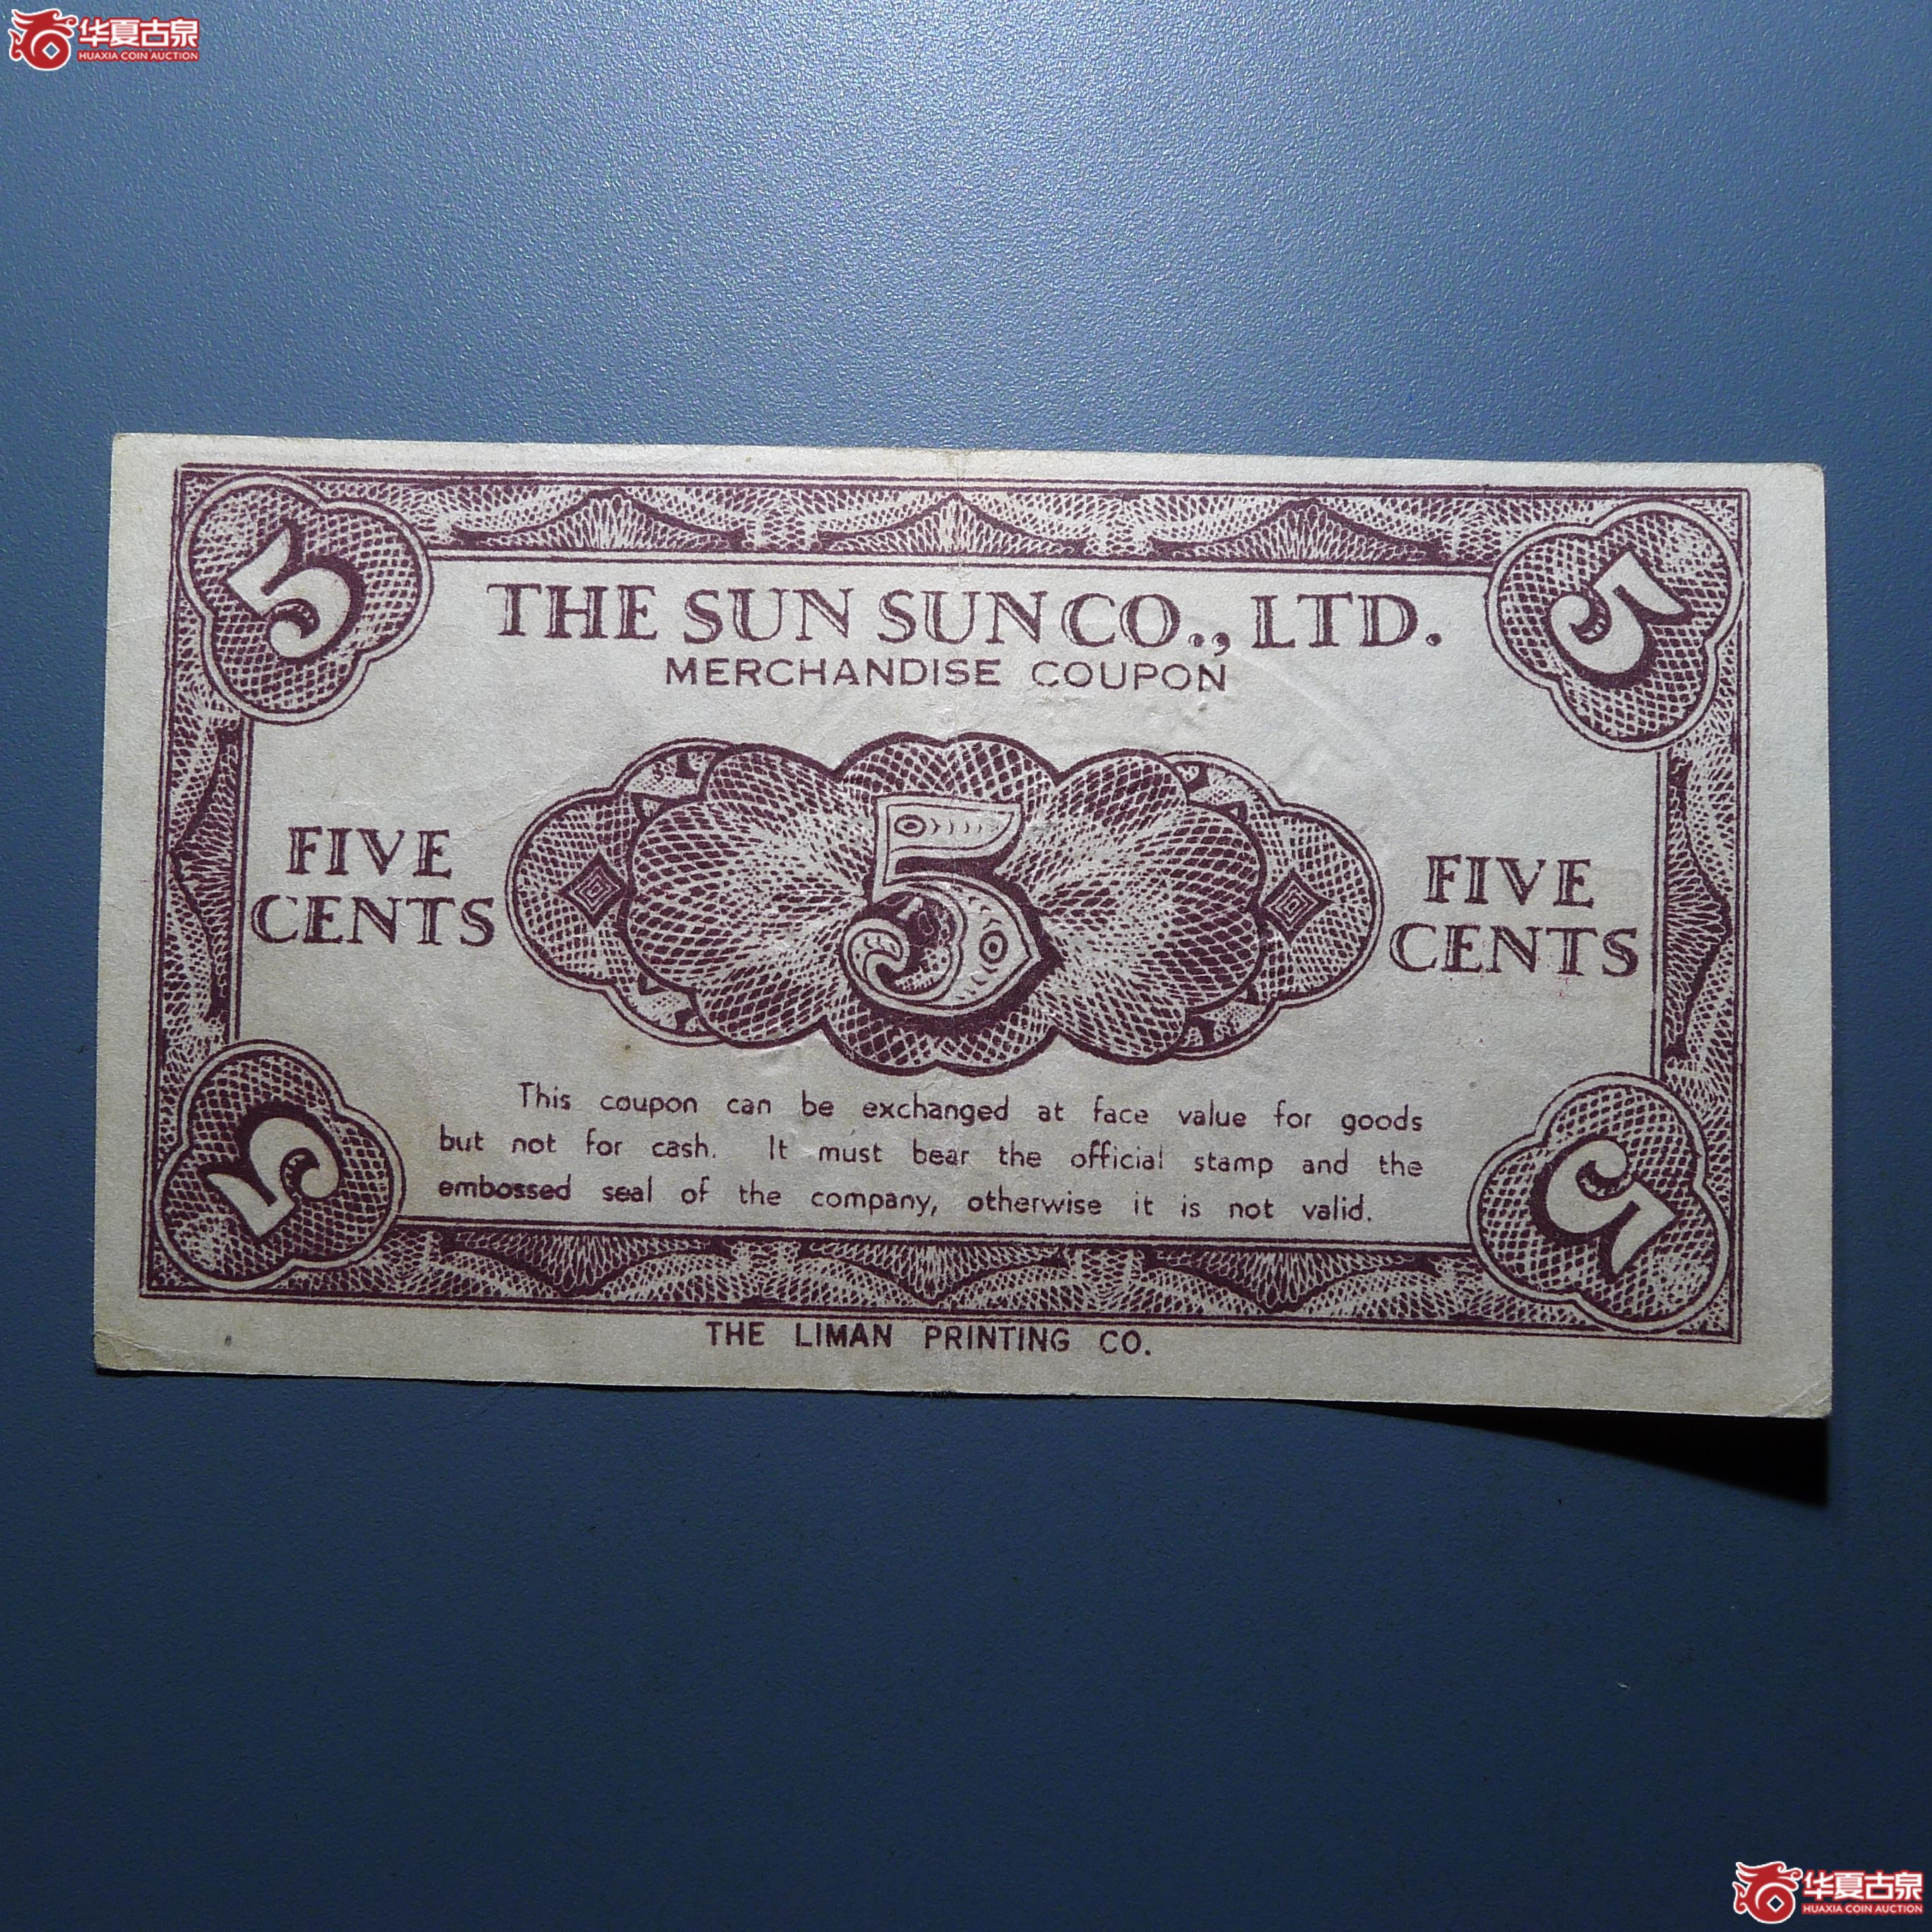 华夏古泉
HUAXIA COIN AUCTION
5
5
THE SUN SUN CO., LTD.
MERCHANDISE COUPON
FIVE
CENTS
5
FIVE
CENTS
This coupon can be exchanged at face value for goods
but not for cash. It must bear the official stamp and the
embossed seal of the company, otherwise it is not valid.
5
5
THE LIMAN PRINTING CO.
华夏古泉
HUAXIA COIN AUCTION